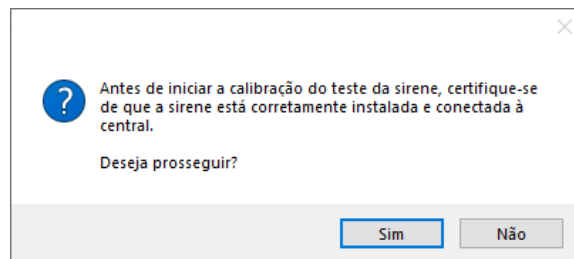 Antes de iniciar a calibração do teste da sirene, certifique-se
de que a sirene está corretamente instalada e conectada à
central.
Deseja prosseguir?
Sim
Não